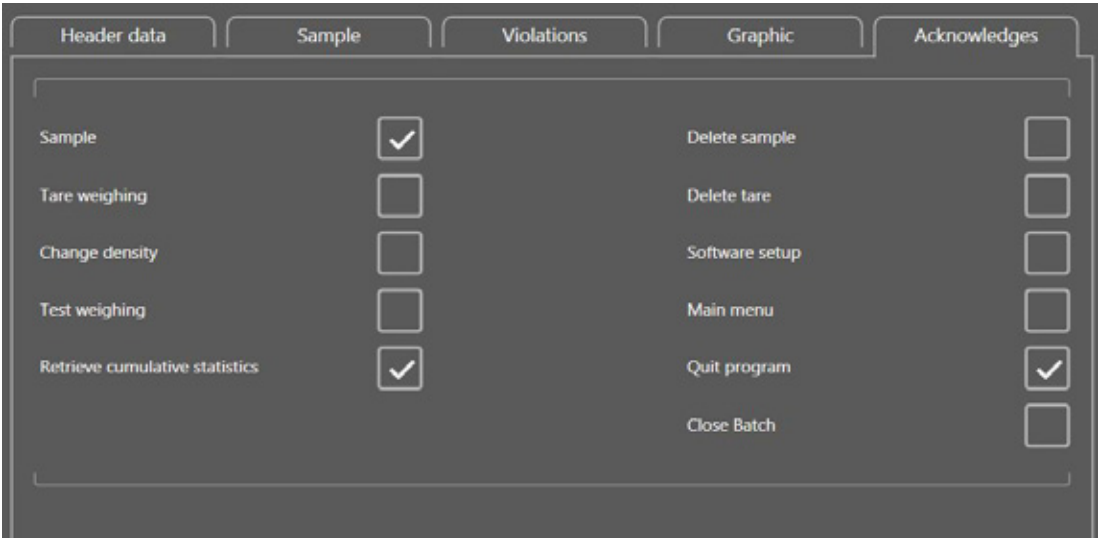 Header data
Sample
Violations
Graphic
Acknowledges
Sample
Tare weighing
Change density
Test weighing
Retrieve cumulative statistics
Delete sample
Delete tare
Software setup
Main menu
Quit program
Close Batch